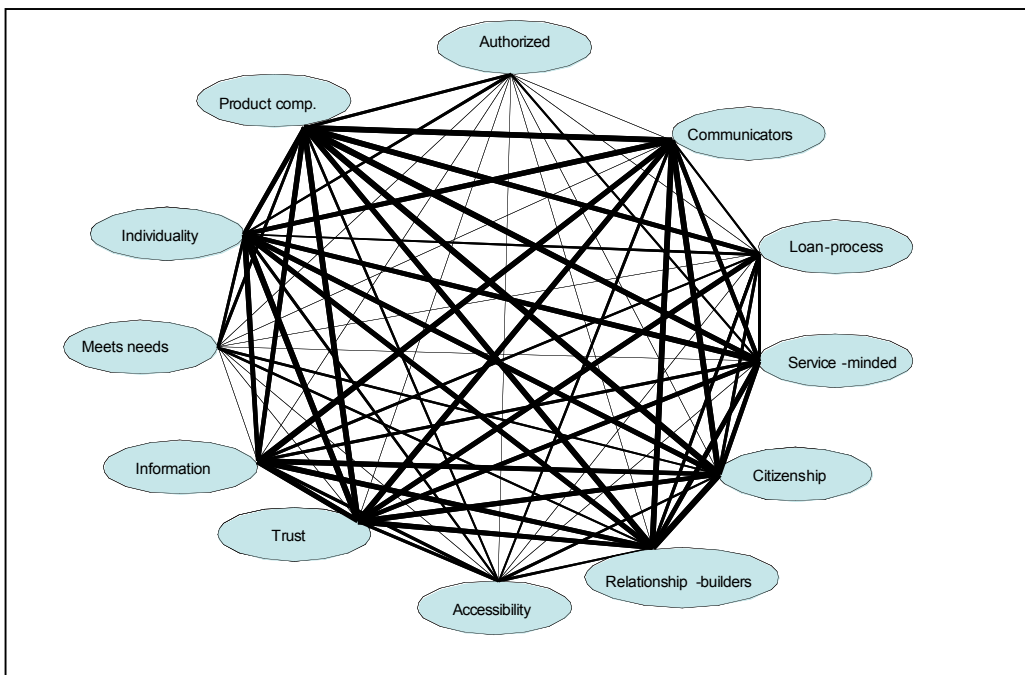 Authorized
Product comp.
Communicators
Individuality
Loan-process
Meets needs
Service -minded
Information
Citizenship
Trust
Relationship -builders
Accessibility